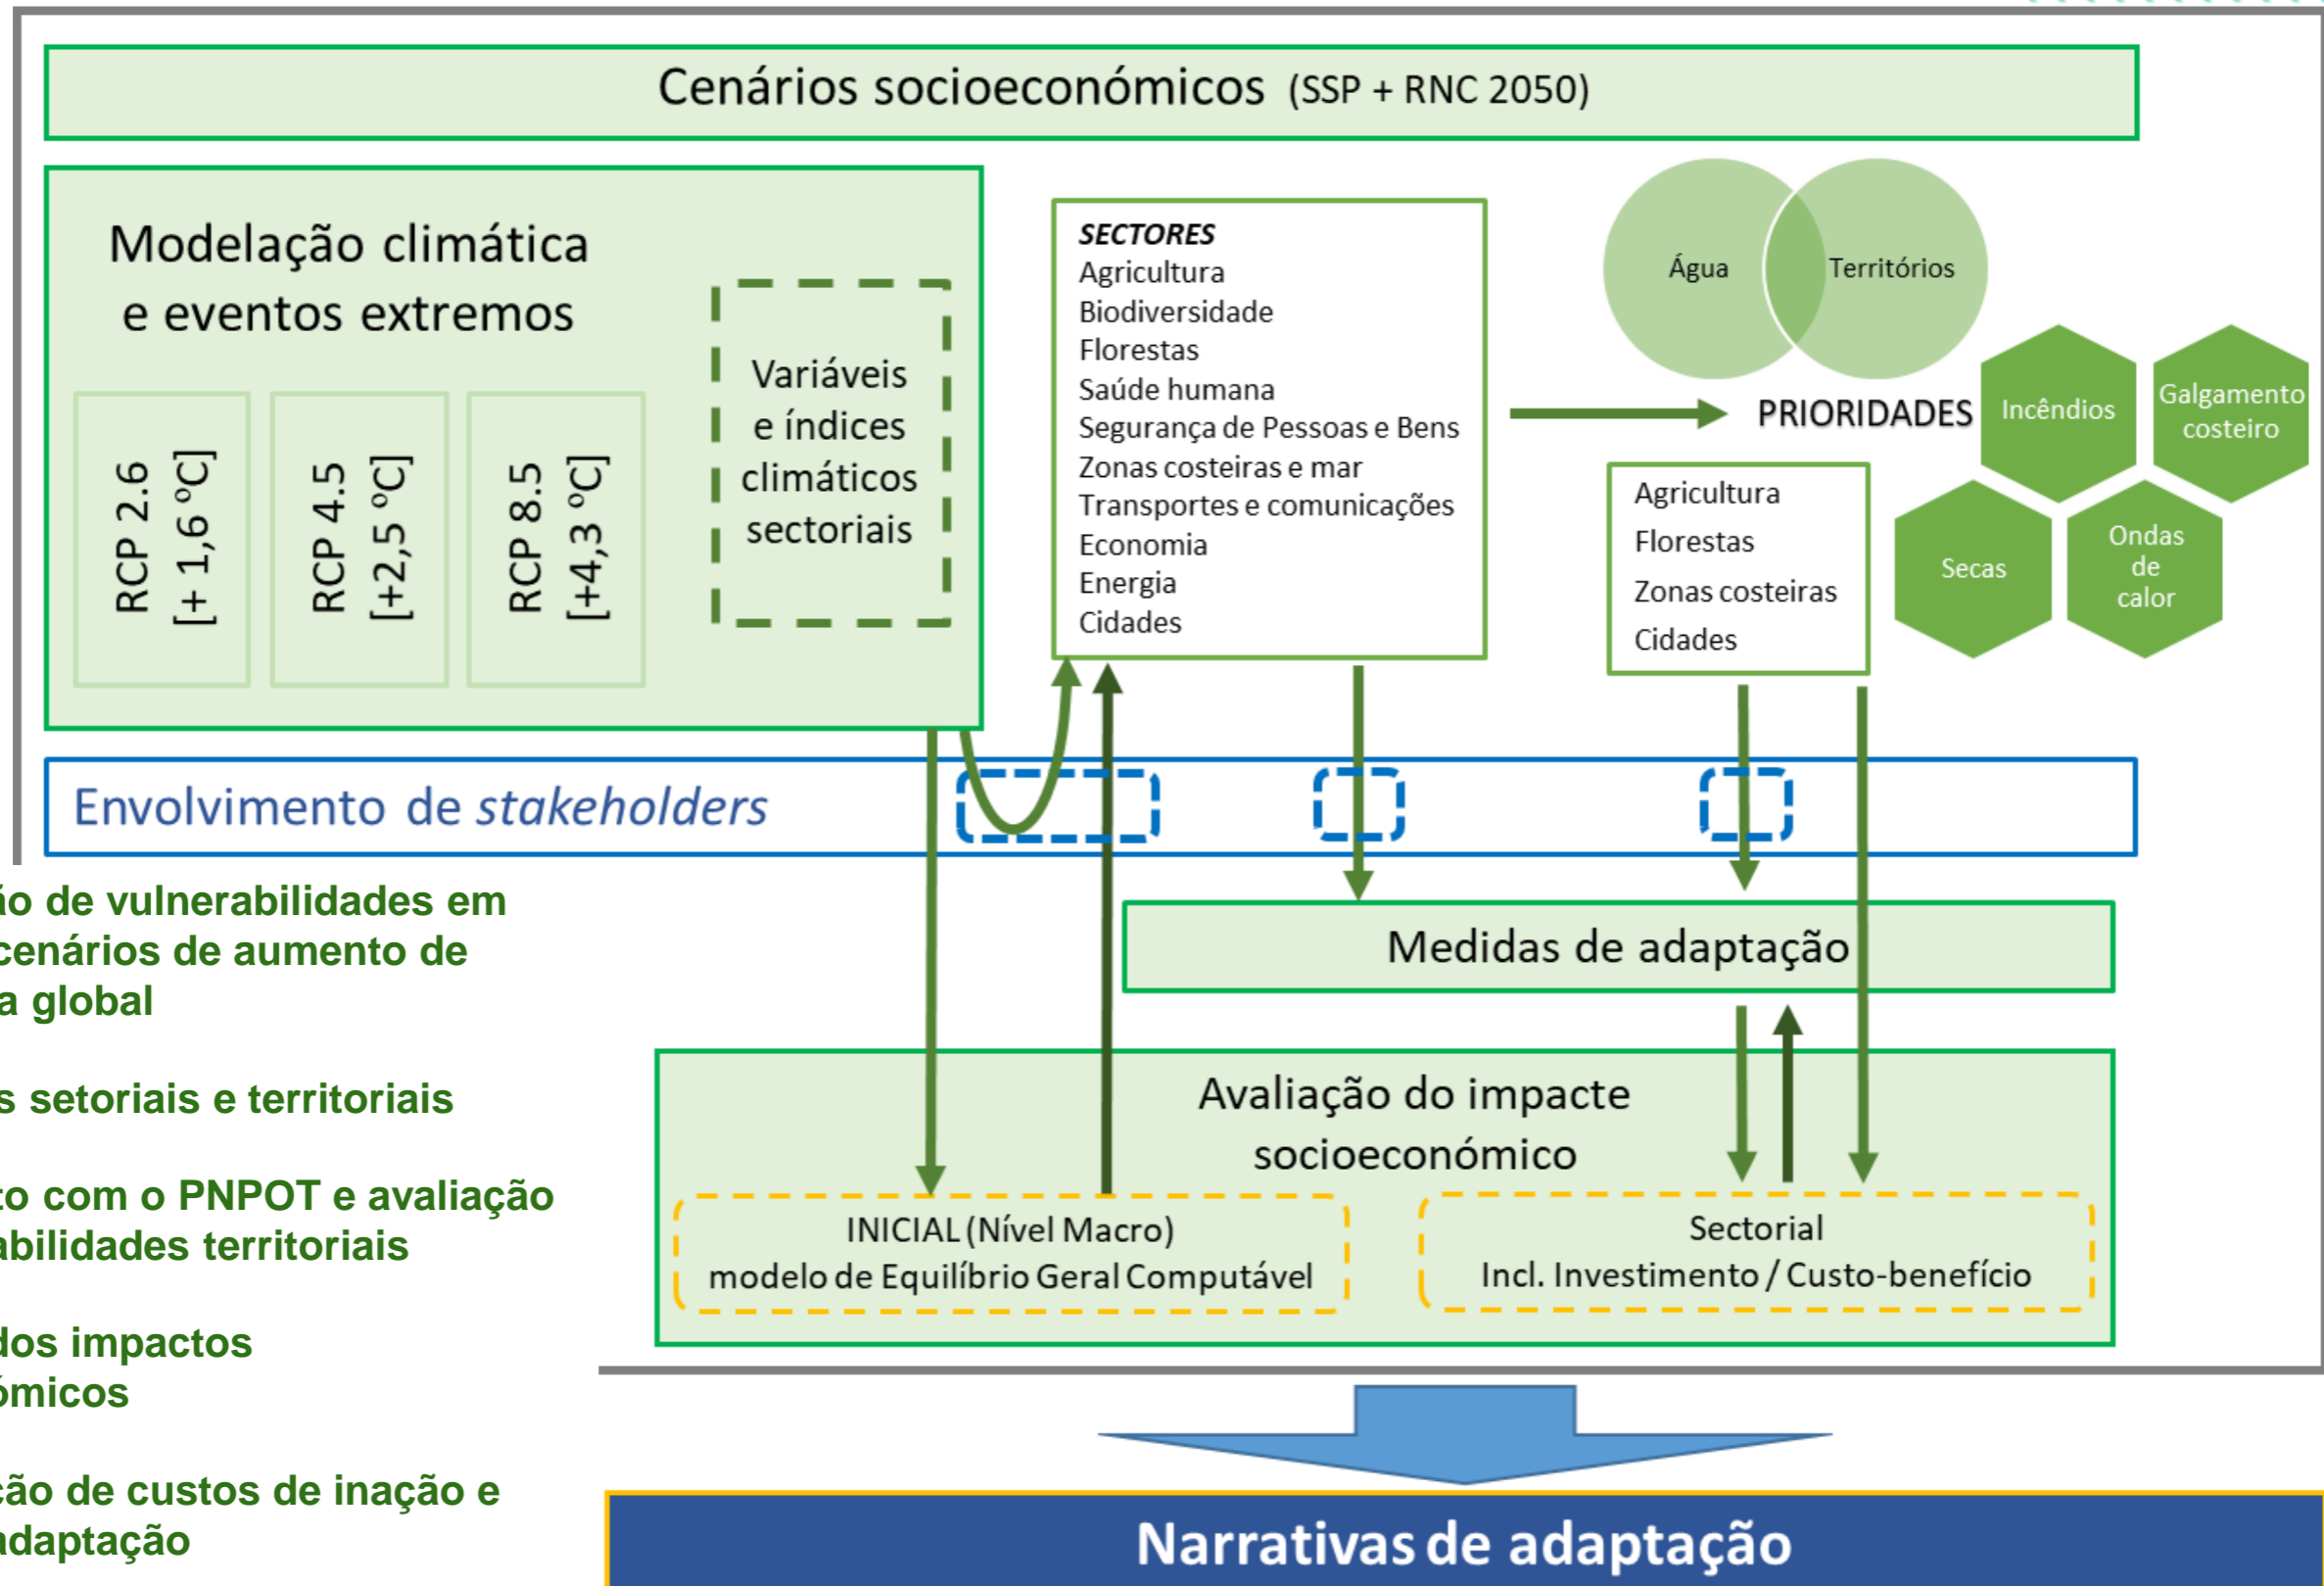 Cenários socioeconómicos (SSP + RNC 2050)
Modelação climática
e eventos extremos
RCP 2.6
[+ 1,6 ºC]
RCP 4.5
[+2,5 ºC]
RCP 8.5
[+4,3 ºC]
Variáveis
e índices
climáticos
sectoriais
SECTORES
Agricultura
Biodiversidade
Florestas
Saúde humana
Segurança de Pessoas e Bens
Zonas costeiras e mar
Transportes e comunicações
Economia
Energia
Cidades
Água
Territórios
PRIORIDADES
Incêndios
Galgamento
costeiro
Secas
Ondas
de
calor
Agricultura
Florestas
Zonas costeiras
Cidades
Envolvimento de stakeholders
Medidas de adaptação
Avaliação do impacte
socioeconómico
INICIAL (Nível Macro)
modelo de Equilíbrio Geral Computável
Sectorial
Incl. Investimento / Custo-benefício
ão de vulnerabilidades em
cenários de aumento de
a global
s setoriais e territoriais
to com o PNPOT e avaliação
abilidades territoriais
dos impactos
ómicos
ção de custos de inação e
adaptação
Narrativas de adaptação